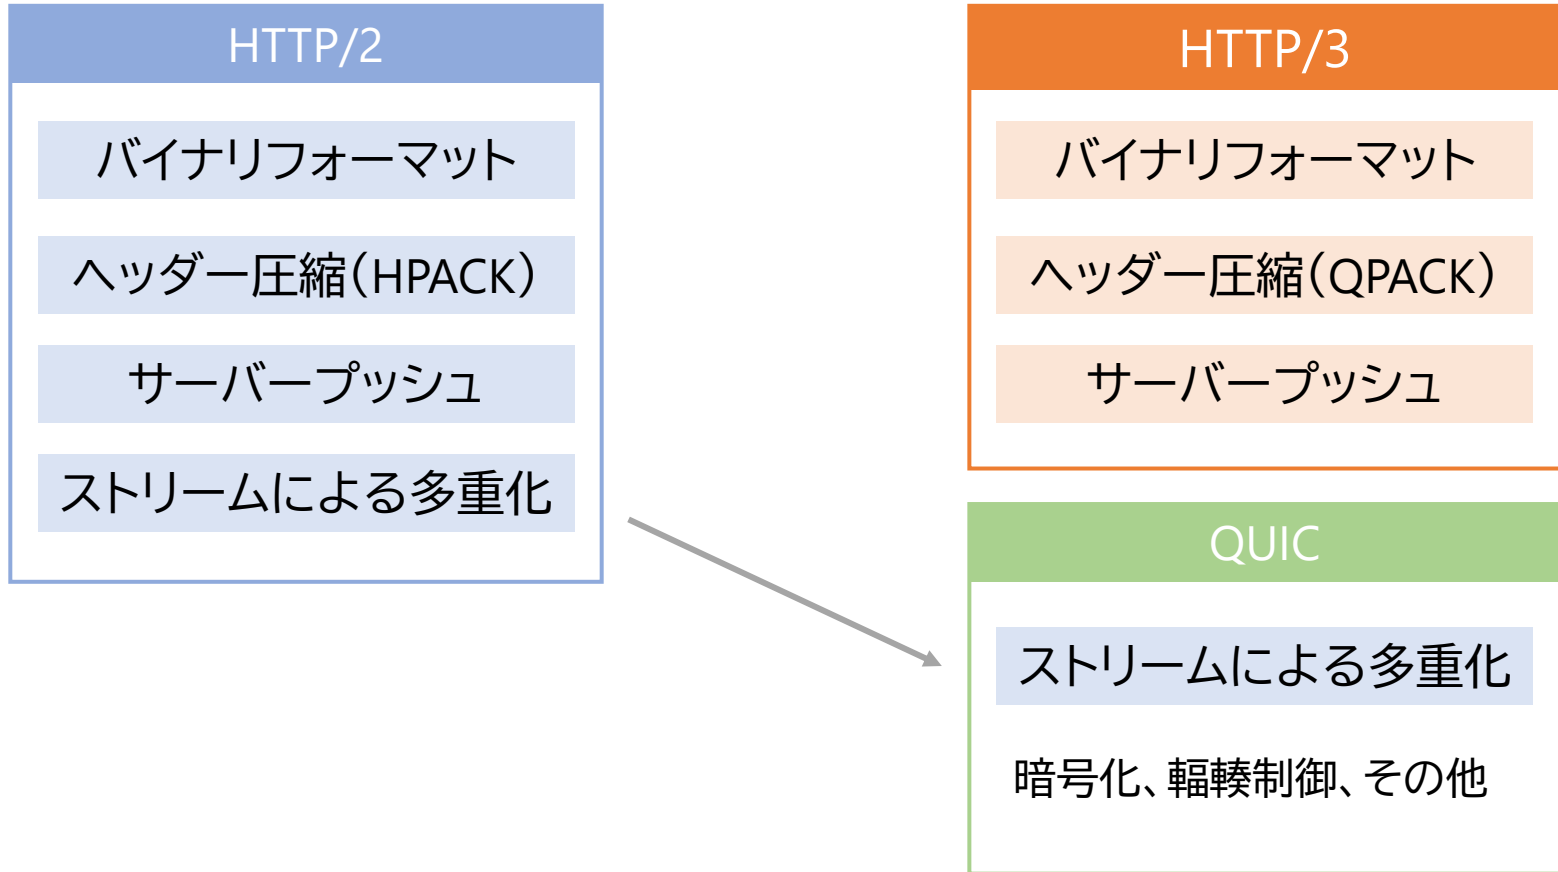 HTTP/2
バイナリフォーマット
ヘッダー圧縮(HPACK)
サーバープッシュ
ストリームによる多重化
HTTP/3
バイナリフォーマット
ヘッダー圧縮(QPACK)
サーバープッシュ
QUIC
ストリームによる多重化
暗号化、輻輳制御、その他